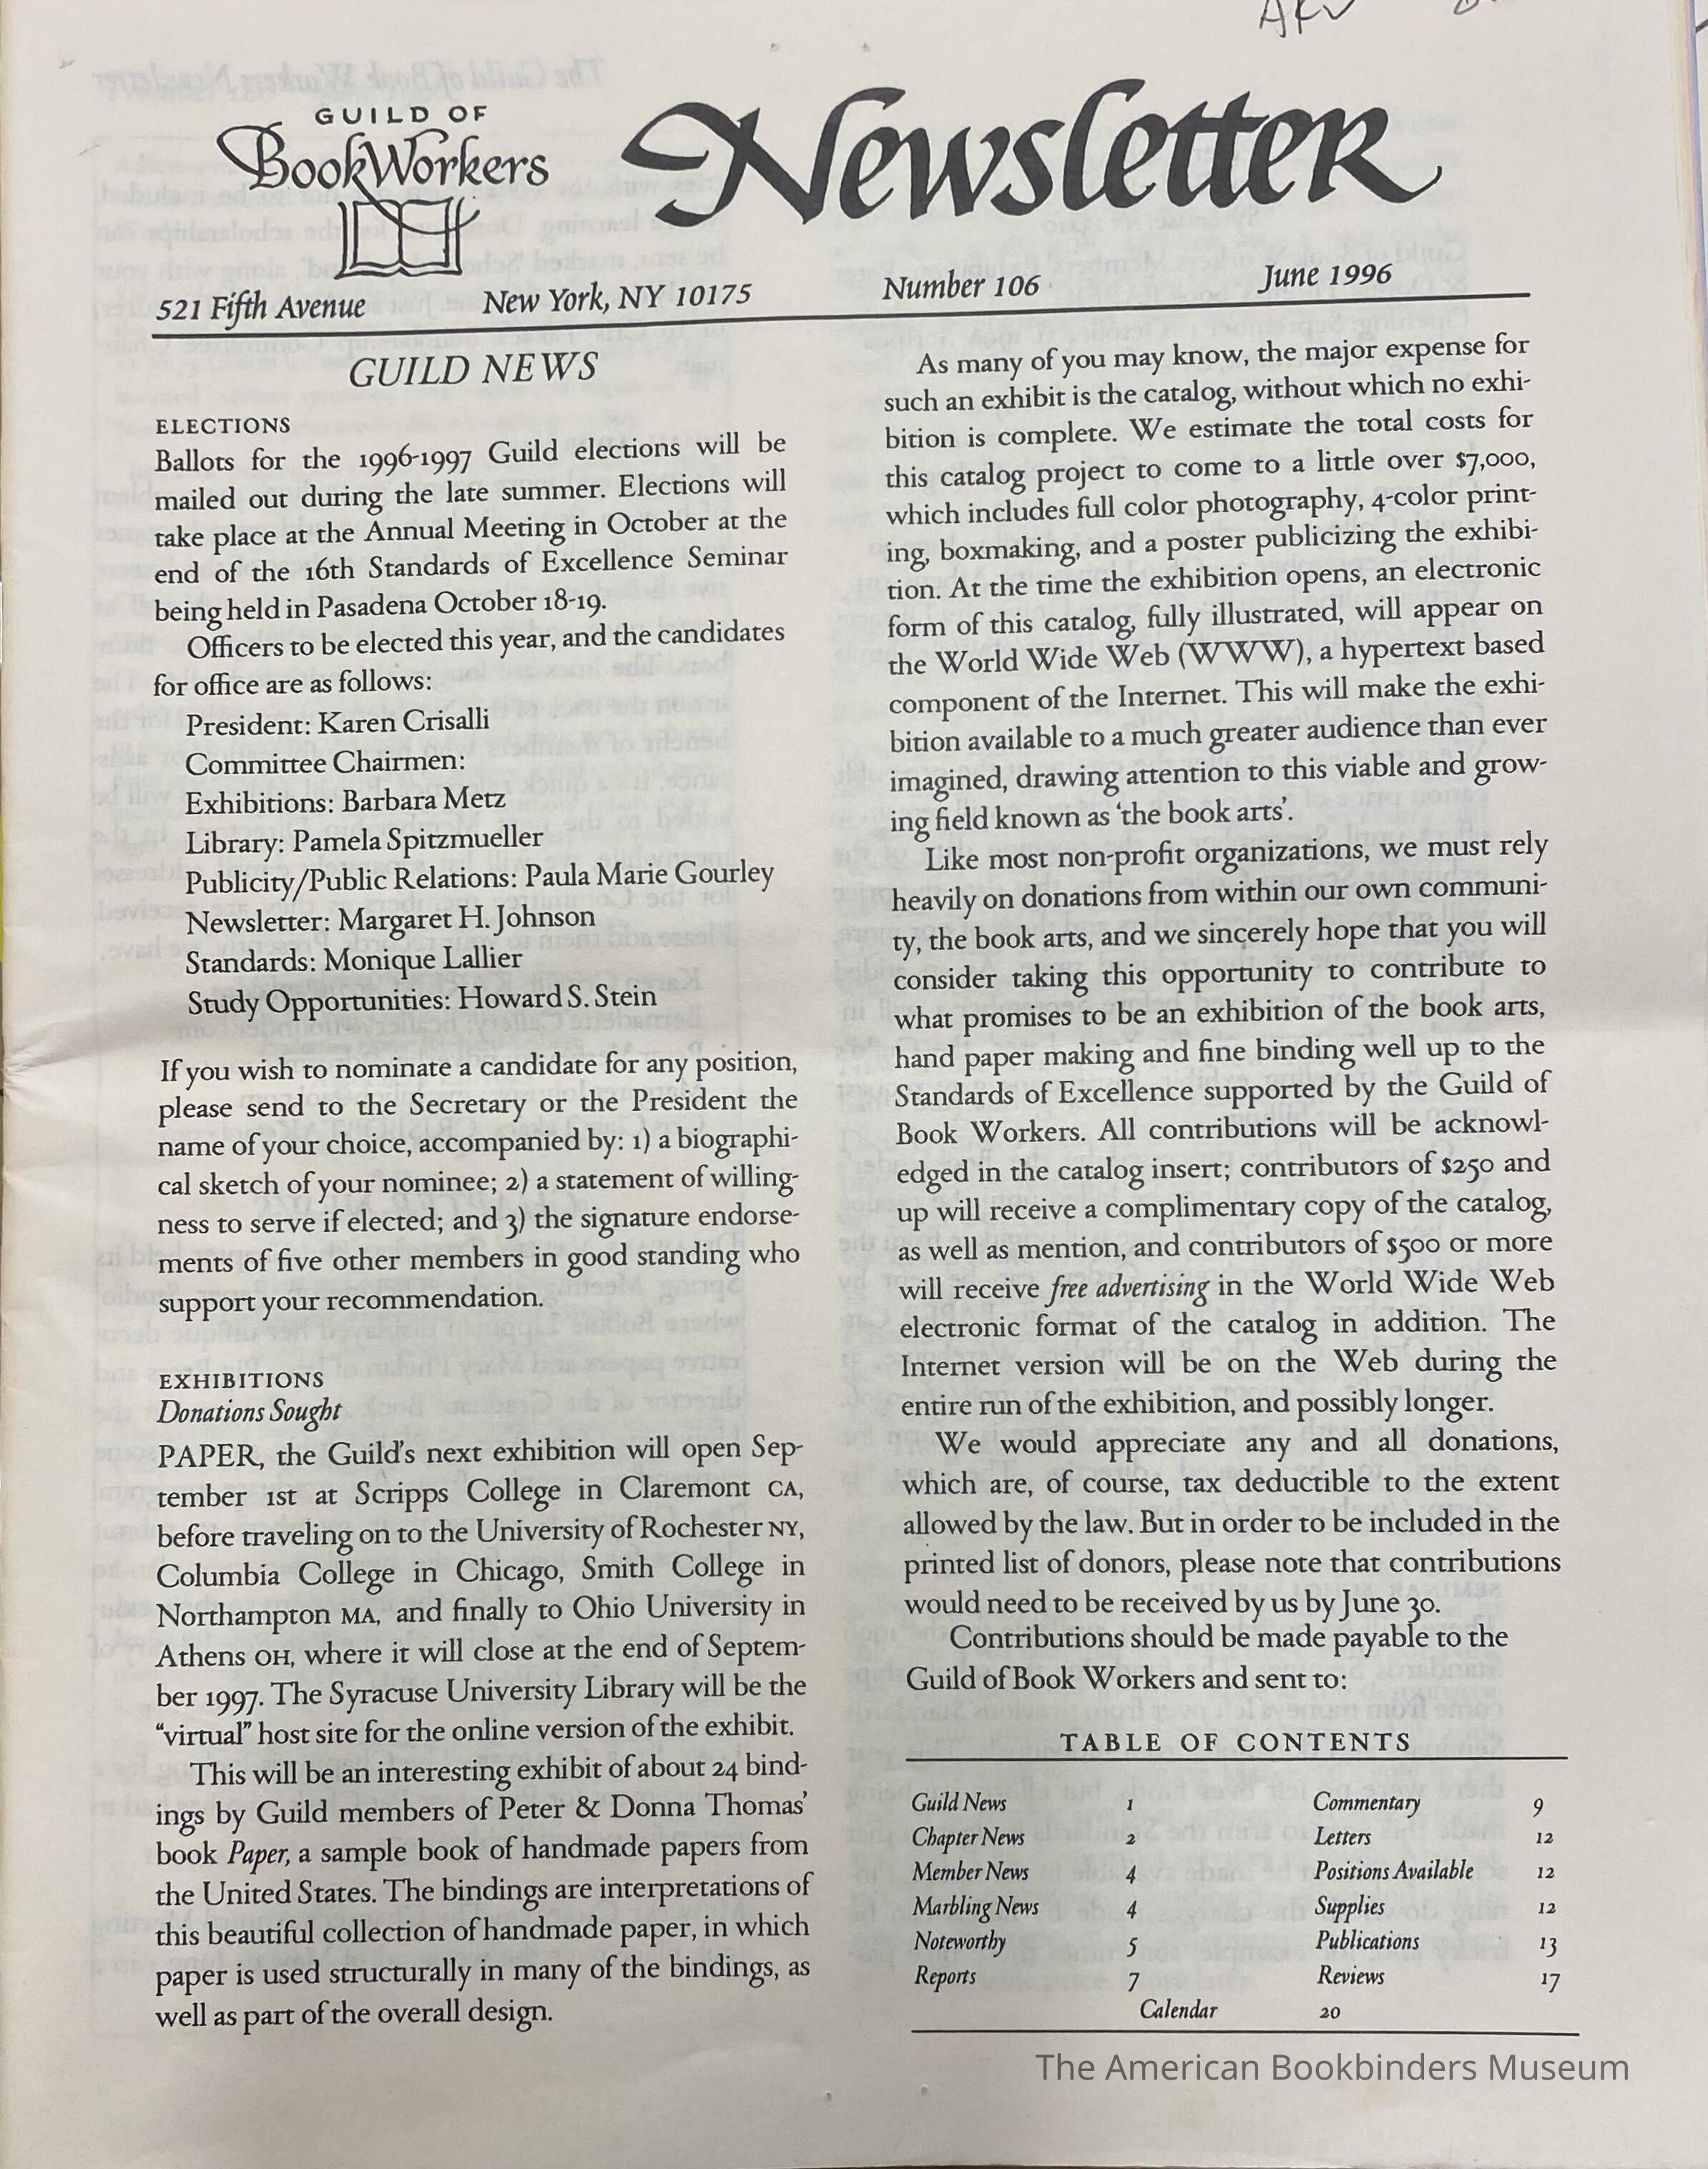 GUILD OF
BookWorkers
Newsletter
521 Fifth Avenue New York, NY 10175 Number 106 June 1996
GUILD NEWS
ELECTIONS
Ballots for the 1996-1997 Guild elections will be
mailed out during the late summer. Elections will
take place at the Annual Meeting in October at the
end of the 16th Standards of Excellence Seminar
being held in Pasadena October 18-19.
Officers to be elected this year, and the candidates
for office are as follows:
President: Karen Crisalli
Committee Chairmen:
Exhibitions: Barbara Metz
Library: Pamela Spitzmueller
Publicity/Public Relations: Paula Marie Gourley
Newsletter: Margaret H. Johnson
Standards: Monique Lallier
Study Opportunities: Howard S. Stein
If you wish to nominate a candidate for any position,
please send to the Secretary or the President the
name of your choice, accompanied by: 1) a biographi-
cal sketch of your nominee; 2) a statement of willing-
ness to serve if elected; and 3) the signature endorse-
ments of five other members in good standing who
support your recommendation.
EXHIBITIONS
Donations Sought
PAPER, the Guild's next exhibition will open Sep-
tember 1st at Scripps College in Claremont CA,
before traveling on to the University of Rochester NY,
Columbia College in Chicago, Smith College in
Northampton MA, and finally to Ohio University in
Athens OH, where it will close at the end of Septem-
ber 1997. The Syracuse University Library will be the
“virtual” host site for the online version of the exhibit.
This will be an interesting exhibit of about 24 bind-
ings by Guild members of Peter & Donna Thomas'
book Paper, a sample book of handmade papers from
the United States. The bindings are interpretations of
this beautiful collection of handmade paper, in which
paper is used structurally in many of the bindings, as
well as part of the overall design.
As many of you may know, the major expense for
such an exhibit is the catalog, without which no exhi-
bition is complete. We estimate the total costs for
this catalog project to come to a little over $7,000,
which includes full color photography, 4-color print-
ing, boxmaking, and a poster publicizing the exhibi-
tion. At the time the exhibition opens, an electronic
form of this catalog, fully illustrated, will appear on
the World Wide Web (WWW), a hypertext based
component of the Internet. This will make the exhi-
bition available to a much greater audience than ever
imagined, drawing attention to this viable and grow-
ing field known as 'the book arts'.
Like most non-profit organizations, we must rely
heavily on donations from within our own communi-
ty, the book arts, and we sincerely hope that you will
consider taking this opportunity to contribute to
what promises to be an exhibition of the book arts,
hand paper making and fine binding well up to the
Standards of Excellence supported by the Guild of
Book Workers. All contributions will be acknowl-
edged in the catalog insert; contributors of $250 and
up will receive a complimentary copy of the catalog,
as well as mention, and contributors of $500 or more
will receive free advertising in the World Wide Web
electronic format of the catalog in addition. The
Internet version will be on the Web during the
entire run of the exhibition, and possibly longer.
We would appreciate any and all donations,
which are, of course, tax deductible to the extent
allowed by the law. But in order to be included in the
printed list of donors, please note that contributions
would need to be received by us by June 30.
Contributions should be made payable to the
Guild of Book Workers and sent to:
TABLE OF CONTENTS
Guild News 1 Commentary 9
Chapter News 2 Letters 12
Member News 4 Positions Available 12
Marbling News 4 Supplies 12
Noteworthy 5 Publications 13
Reports 7 Reviews 17
Calendar 20
The American Bookbinders Museum